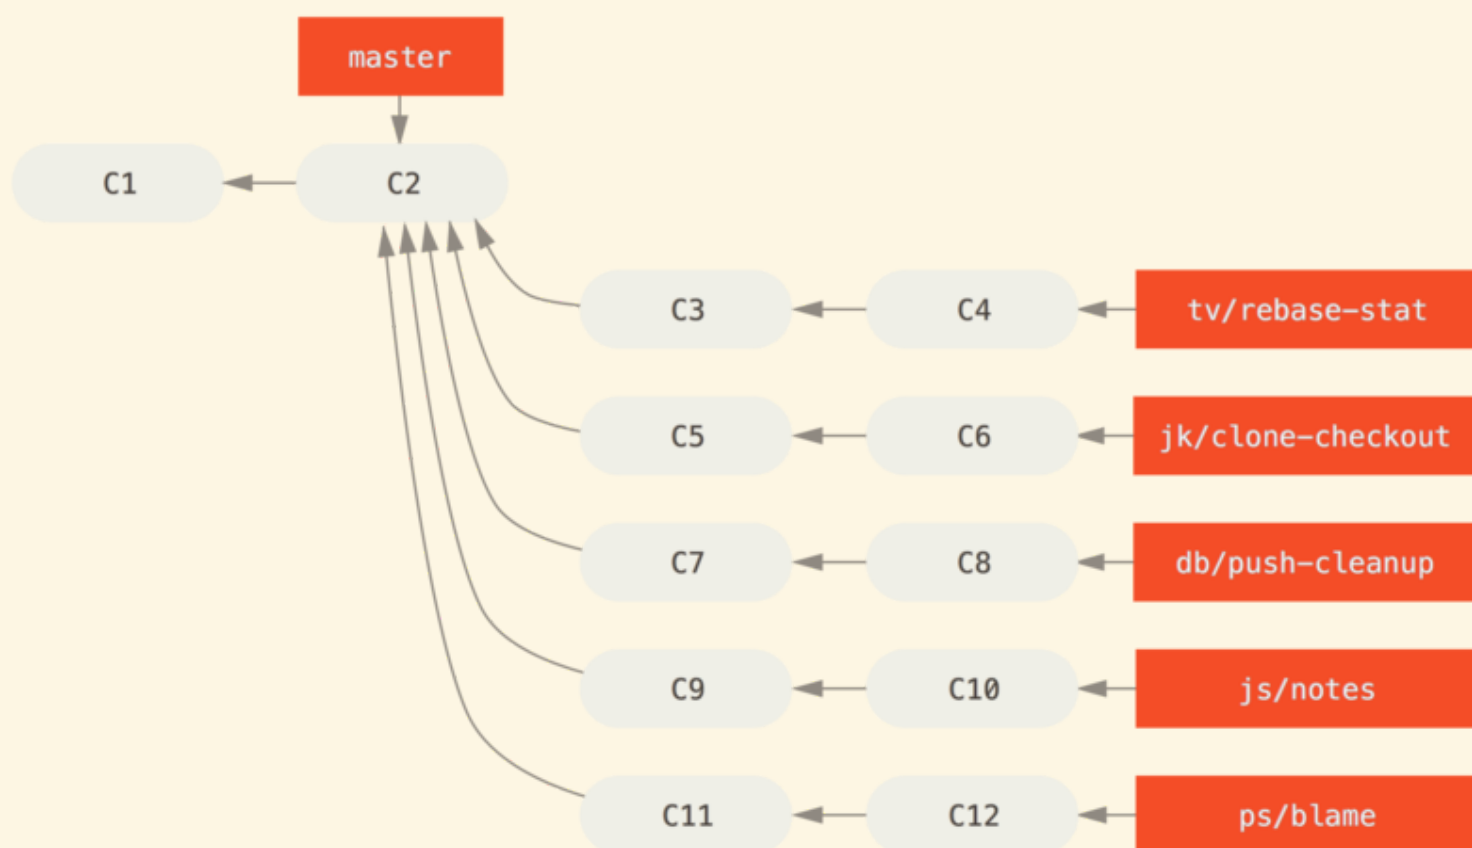 master
C1 C2
C3 C4 tv/rebase-stat
C5 C6 jk/clone-checkout
C7 C8 db/push-cleanup
C9 C10 js/notes
C11 C12 ps/blame